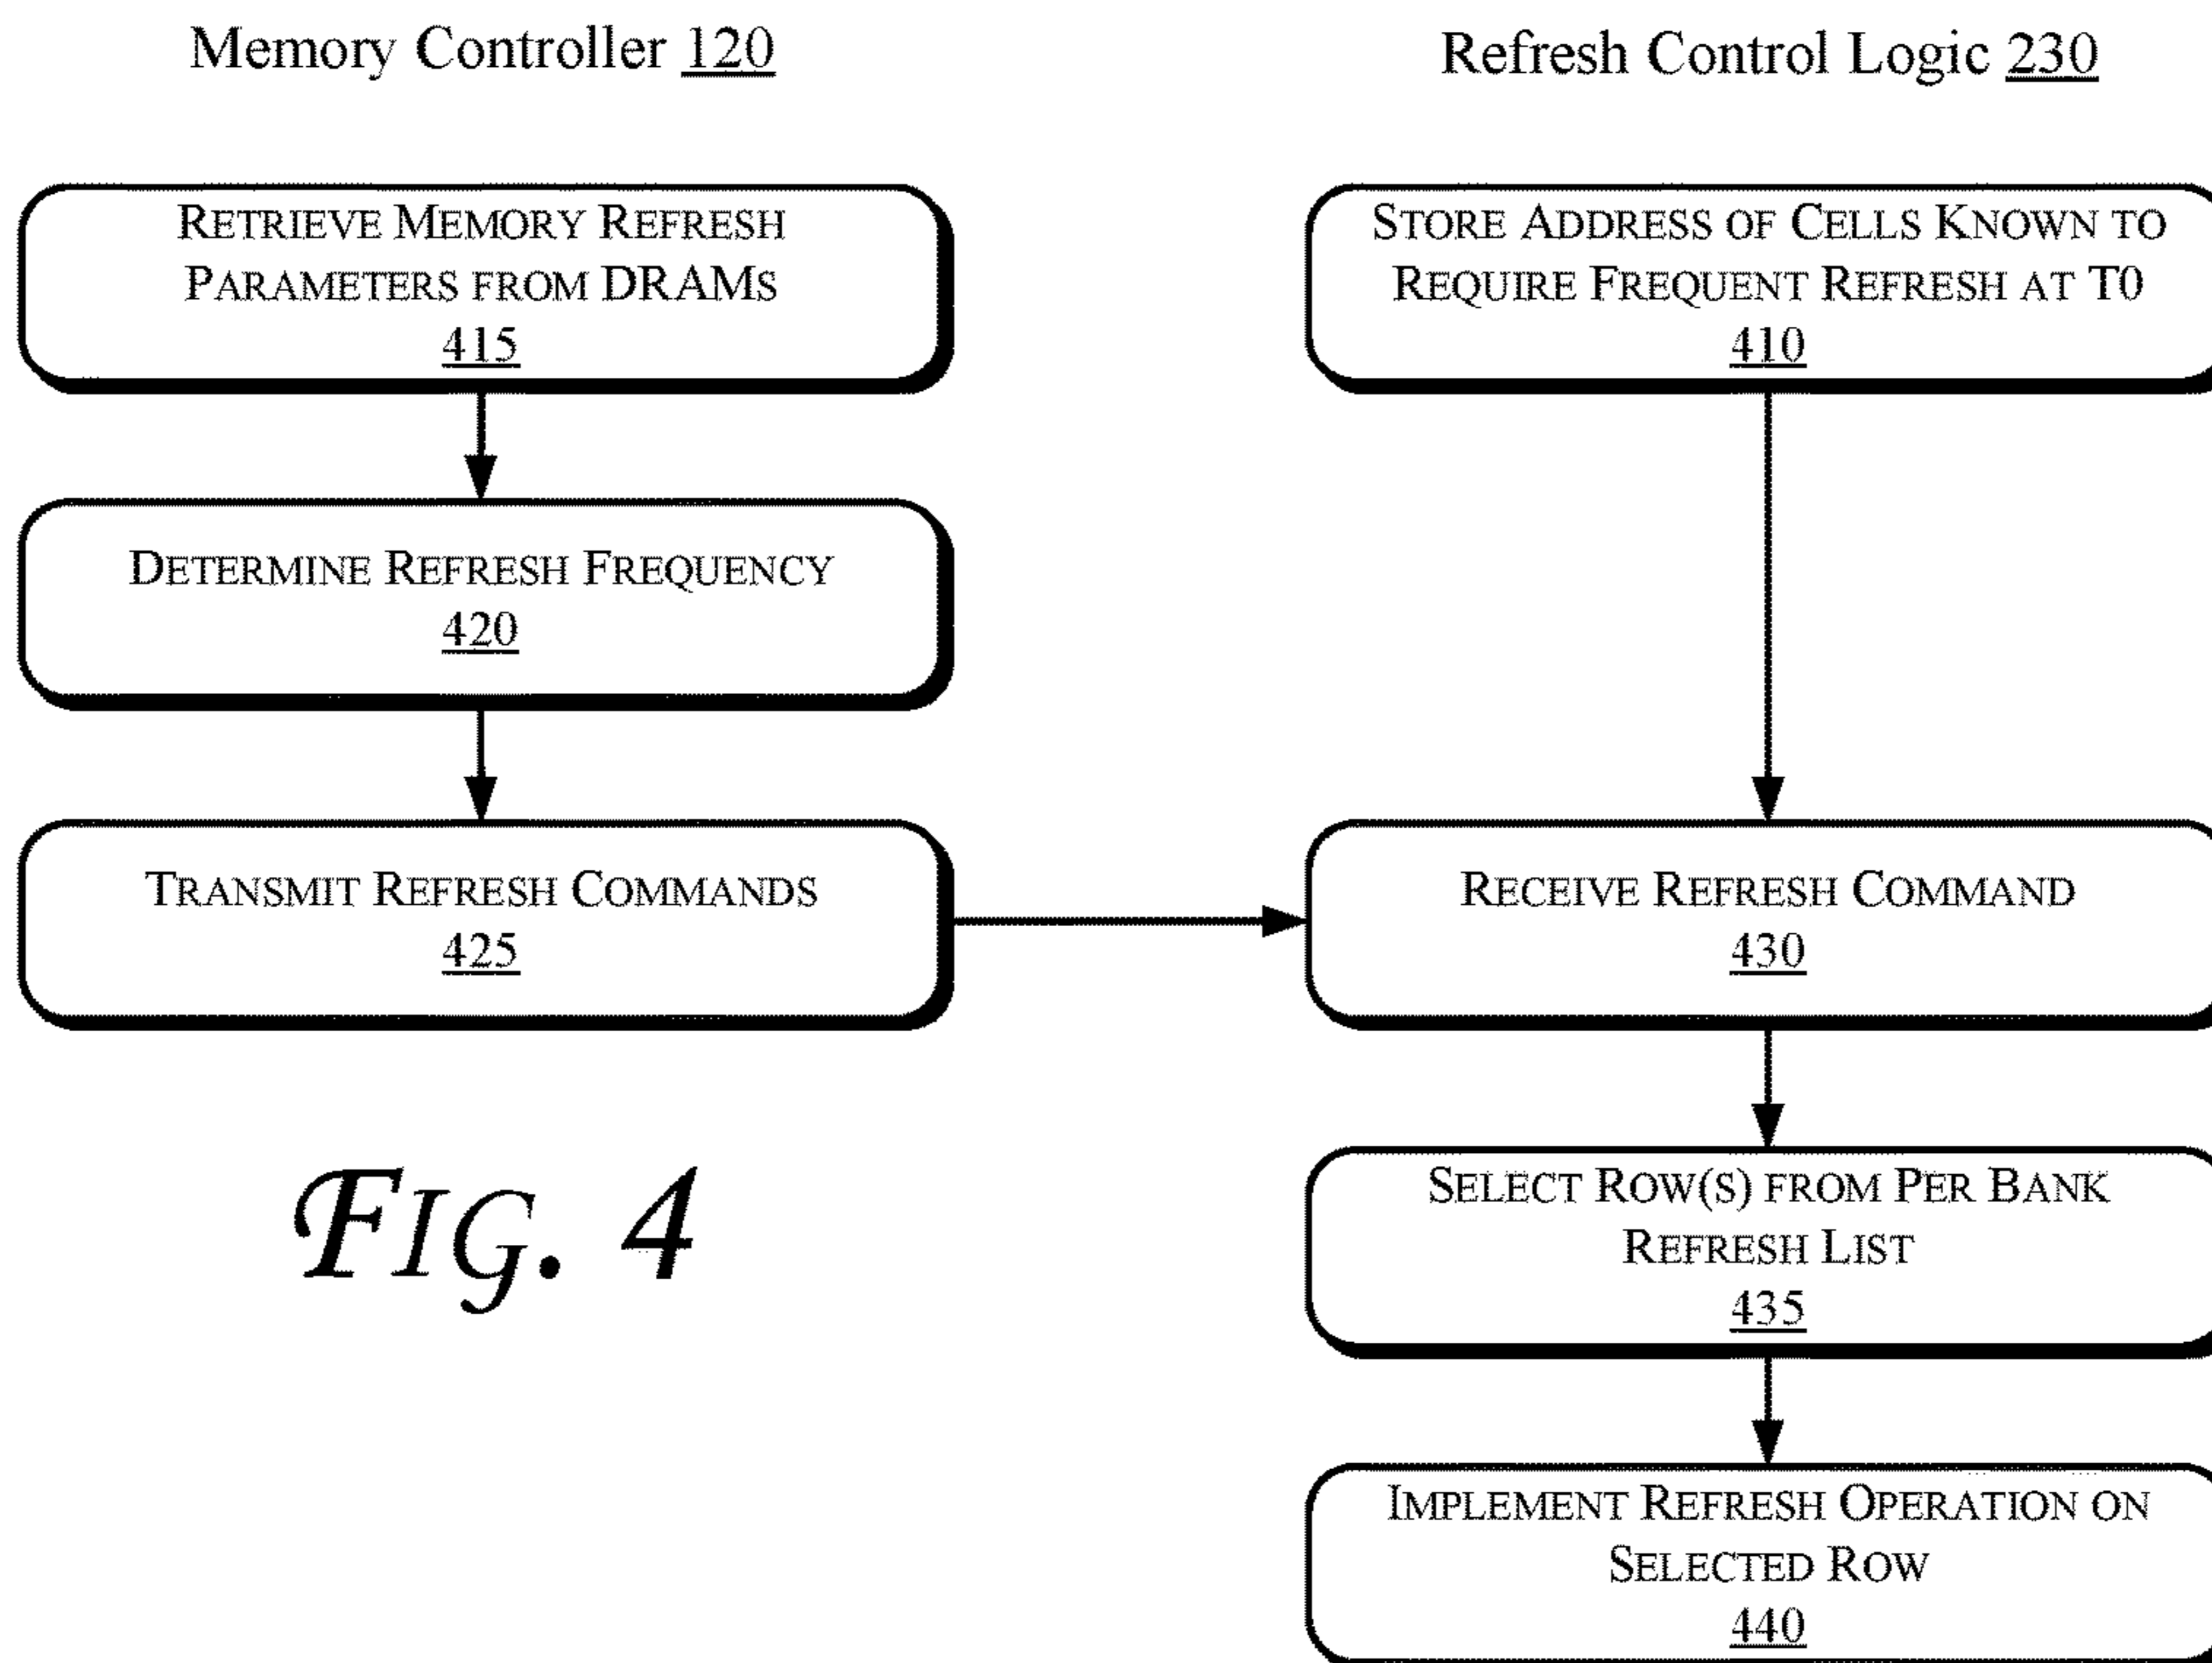 Memory Controller 120
Refresh Control Logic 230
RETRIEVE MEMORY REFRESH
PARAMETERS FROM DRAMS
415
STORE ADDRESS OF CELLS KNOWN TO
REQUIRE FREQUENT REFRESH AT T0
410
DETERMINE REFRESH FREQUENCY
420
TRANSMIT REFRESH COMMANDS
425
RECEIVE REFRESH COMMAND
430
SELECT ROW(S) FROM PER BANK
REFRESH LIST
435
IMPLEMENT REFRESH OPERATION ON
SELECTED ROW
440
FIG. 4